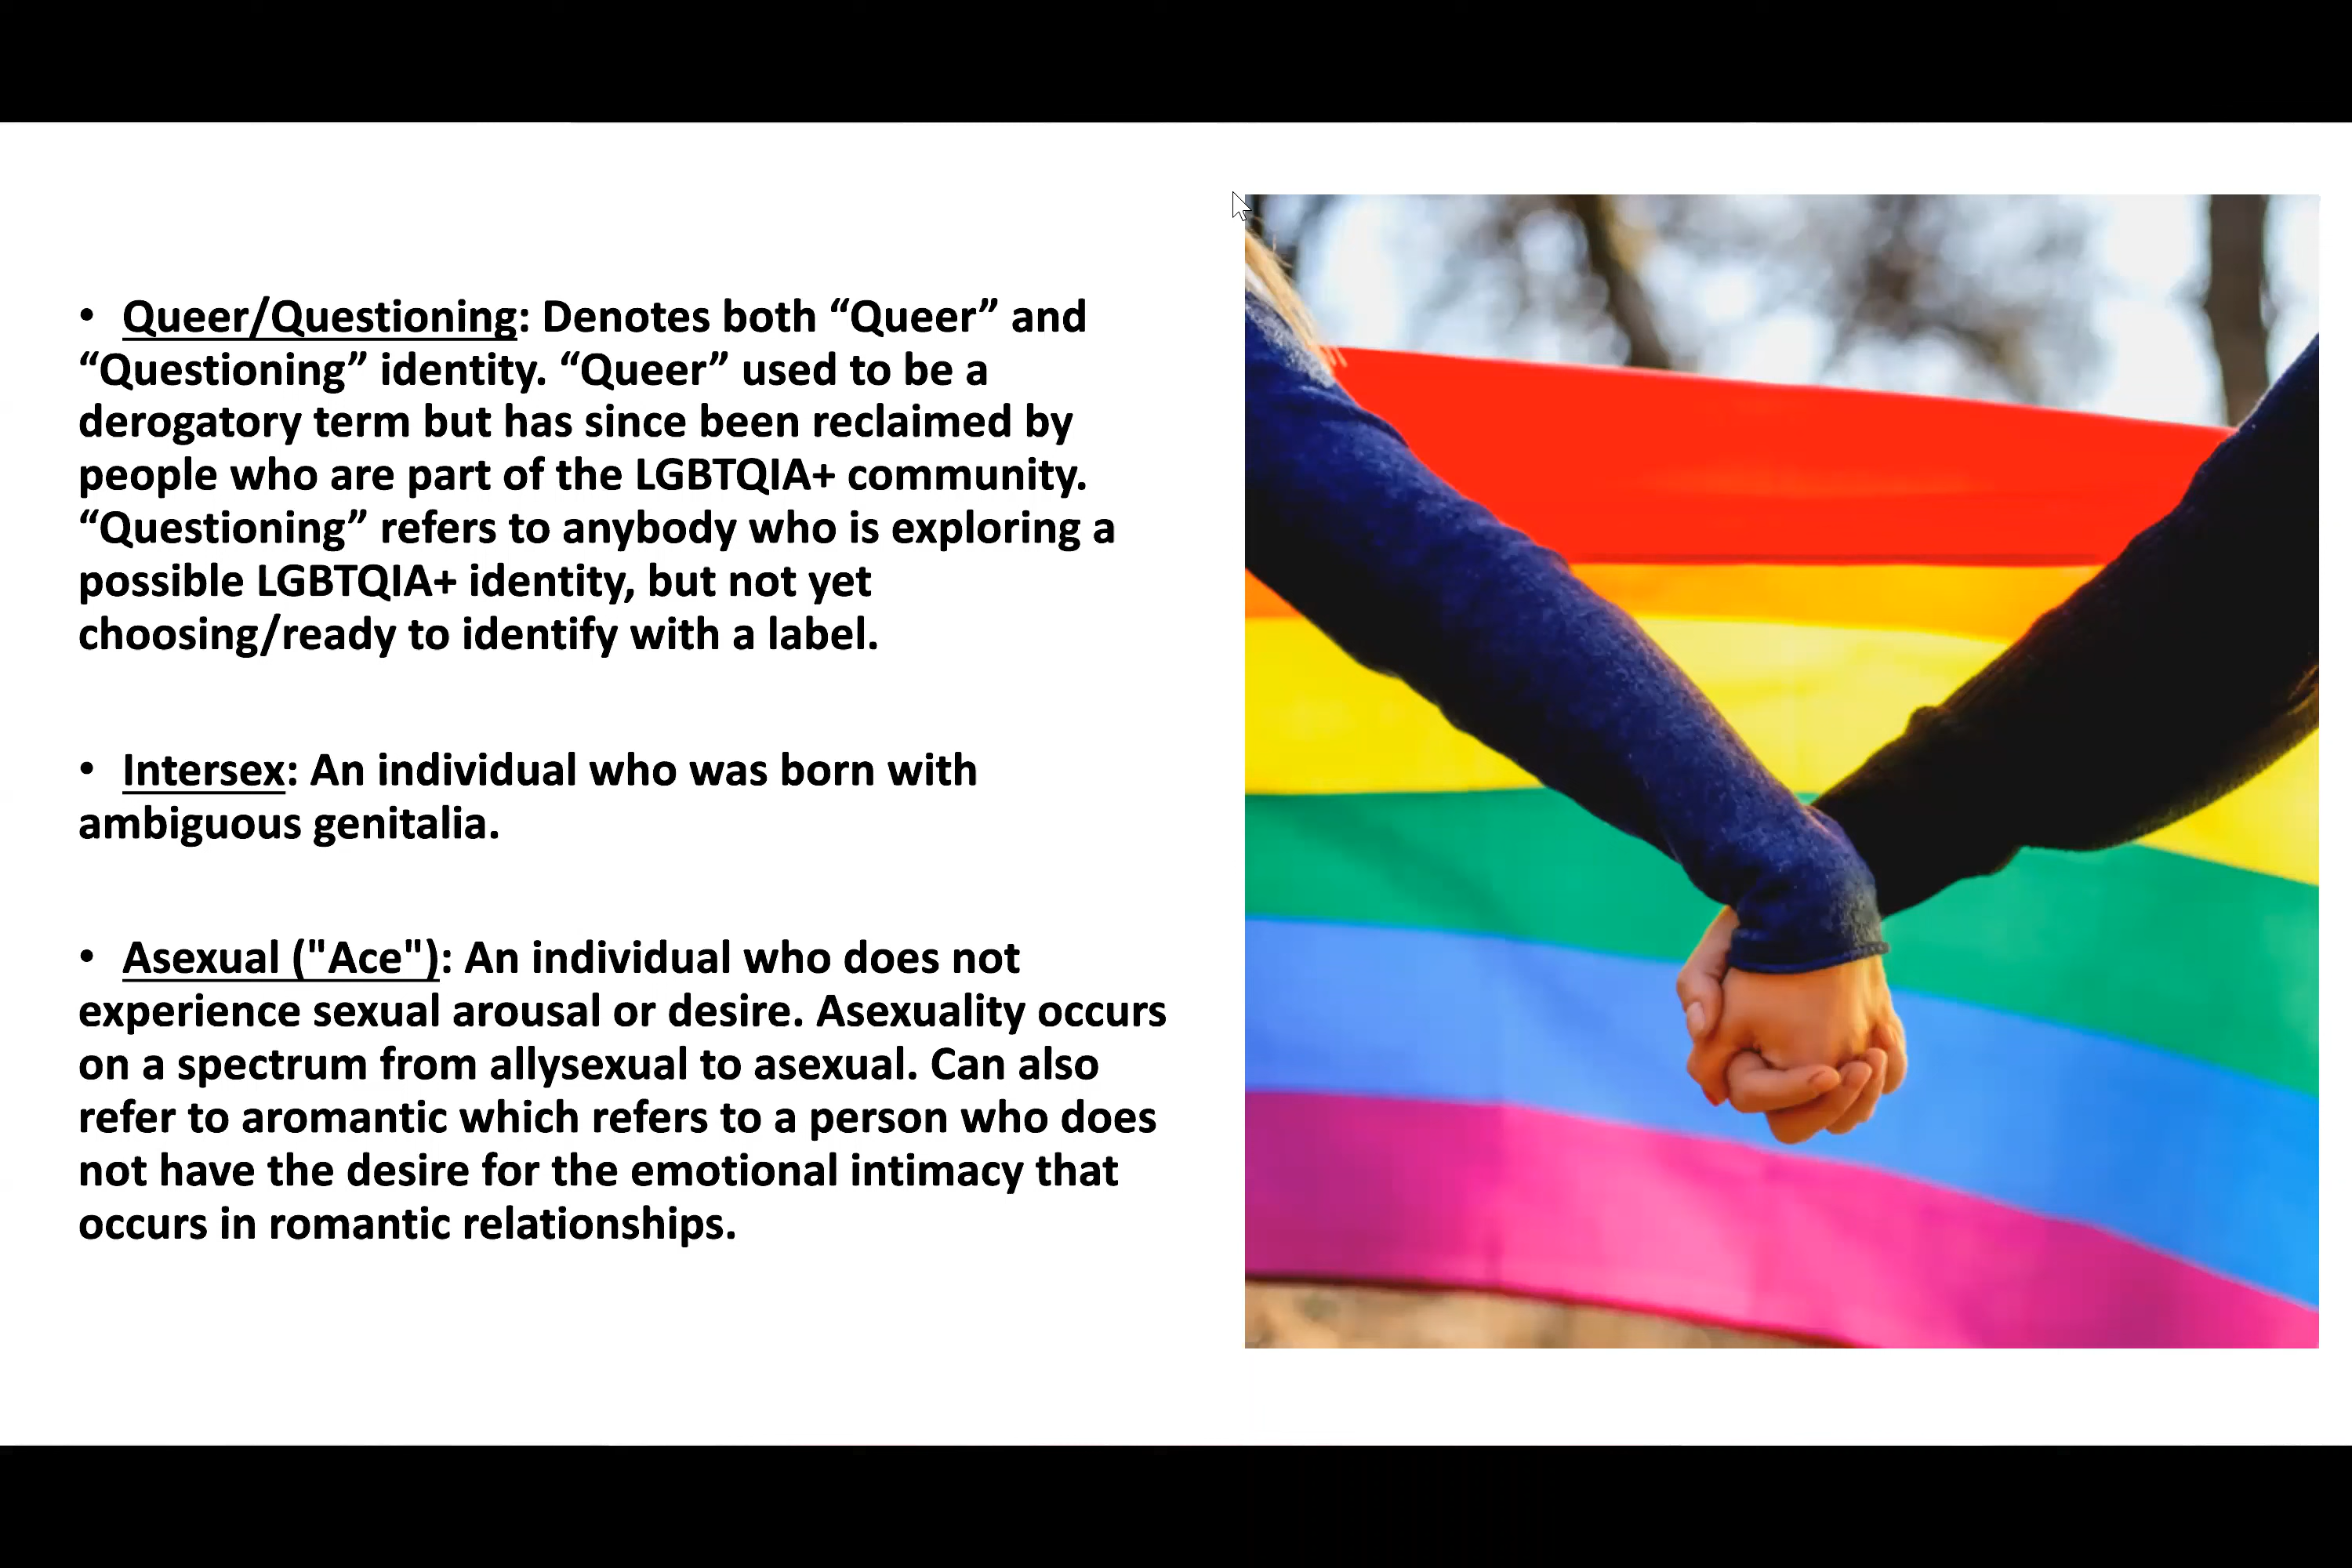 • Queer/Questioning: Denotes both “Queer” and
“Questioning” identity. “Queer” used to be a
derogatory term but has since been reclaimed by
people who are part of the LGBTQIA+ community.
“Questioning” refers to anybody who is exploring a
possible LGBTQIA+ identity, but not yet
choosing/ready to identify with a label.
• Intersex: An individual who was born with
ambiguous genitalia.
• Asexual ("Ace"): An individual who does not
experience sexual arousal or desire. Asexuality occurs
on a spectrum from allysexual to asexual. Can also
refer to aromantic which refers to a person who does
not have the desire for the emotional intimacy that
occurs in romantic relationships.